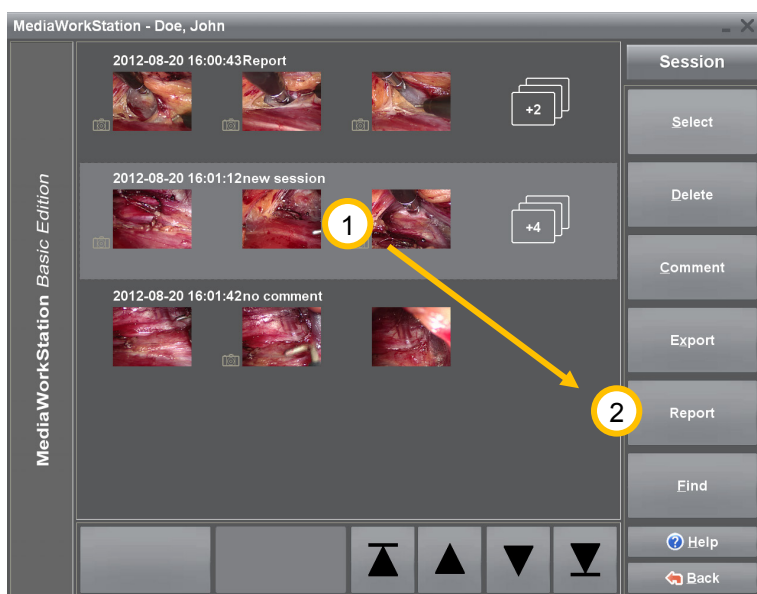 MediaWorkStation - Doe, John
Session
2012-08-20 16:00:43Report
+2
2012-08-20 16:01:12new session
+4
2012-08-20 16:01:42no comment
MediaWorkStation Basic Edition
1
2
Select
Delete
Comment
Export
Report
Find
Help
Back